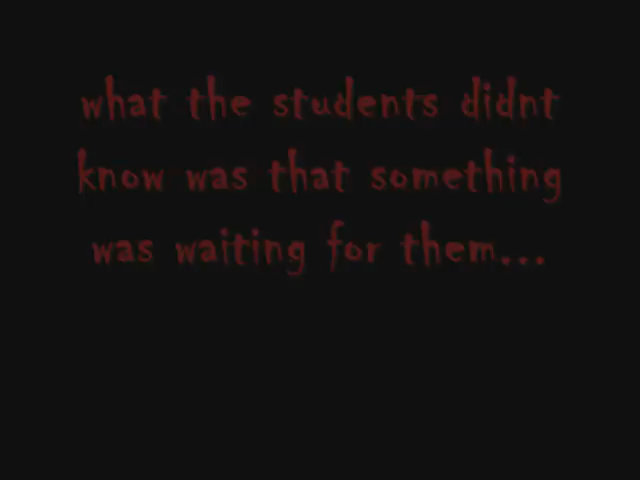 what the students didnt
know was that something
was waiting for them...